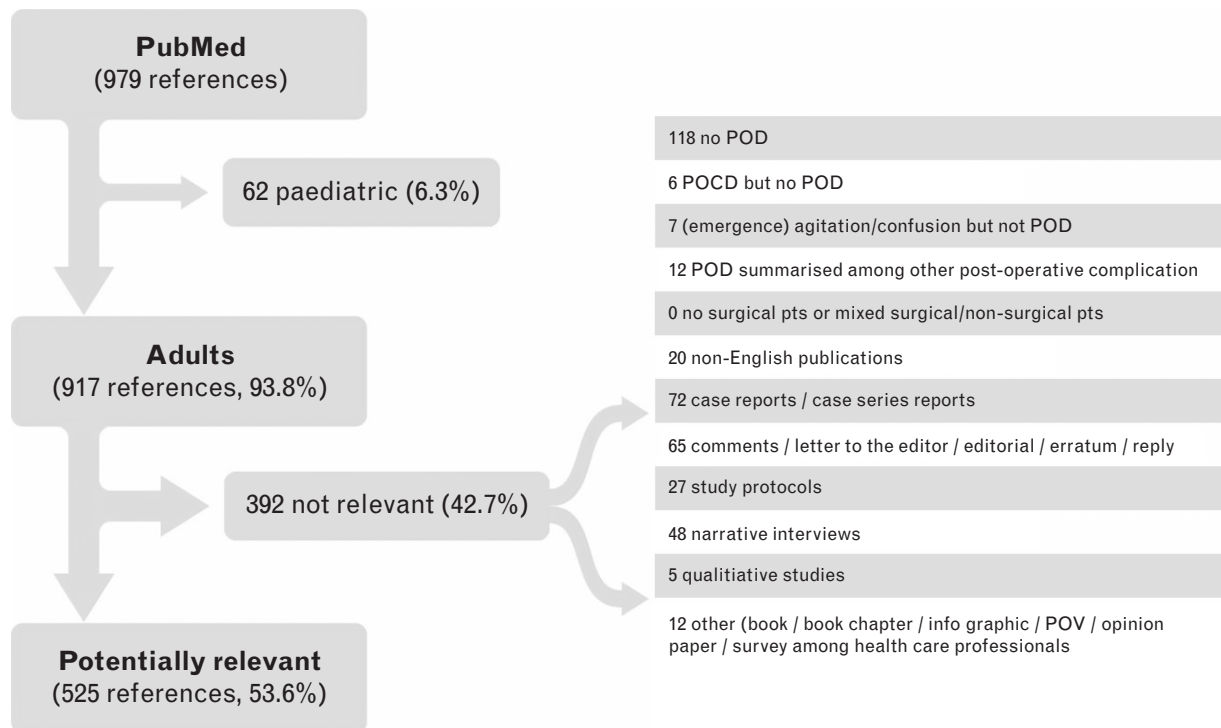 PubMed
(979 references)
62 paediatric (6.3%)
Adults
(917 references, 93.8%)
392 not relevant (42.7%)
Potentially relevant
(525 references, 53.6%)
118 no POD
6 POCD but no POD
7 (emergence) agitation/confusion but not POD
12 POD summarised among other post-operative complication
0 no surgical pts or mixed surgical/non-surgical pts
20 non-English publications
72 case reports / case series reports
65 comments / letter to the editor / editorial / erratum / reply
27 study protocols
48 narrative interviews
5 qualitiative studies
12 other (book / book chapter / info graphic / POV / opinion
paper / survey among health care professionals